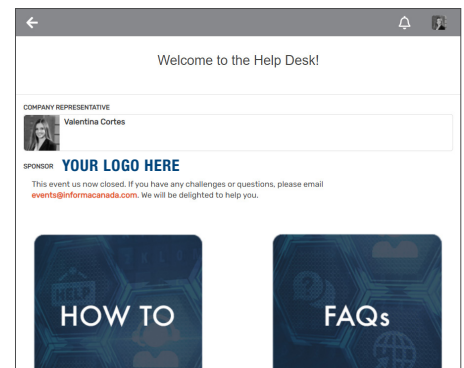 Welcome to the Help Desk!
COMPANY REPRESENTATIVE
Valentina Cortes
SPONSOR YOUR LOGO HERE
This event us now closed. If you have any challenges or questions, please email
events@informacanada.com. We will be delighted to help you.
HELP
HOW TO
FAQs